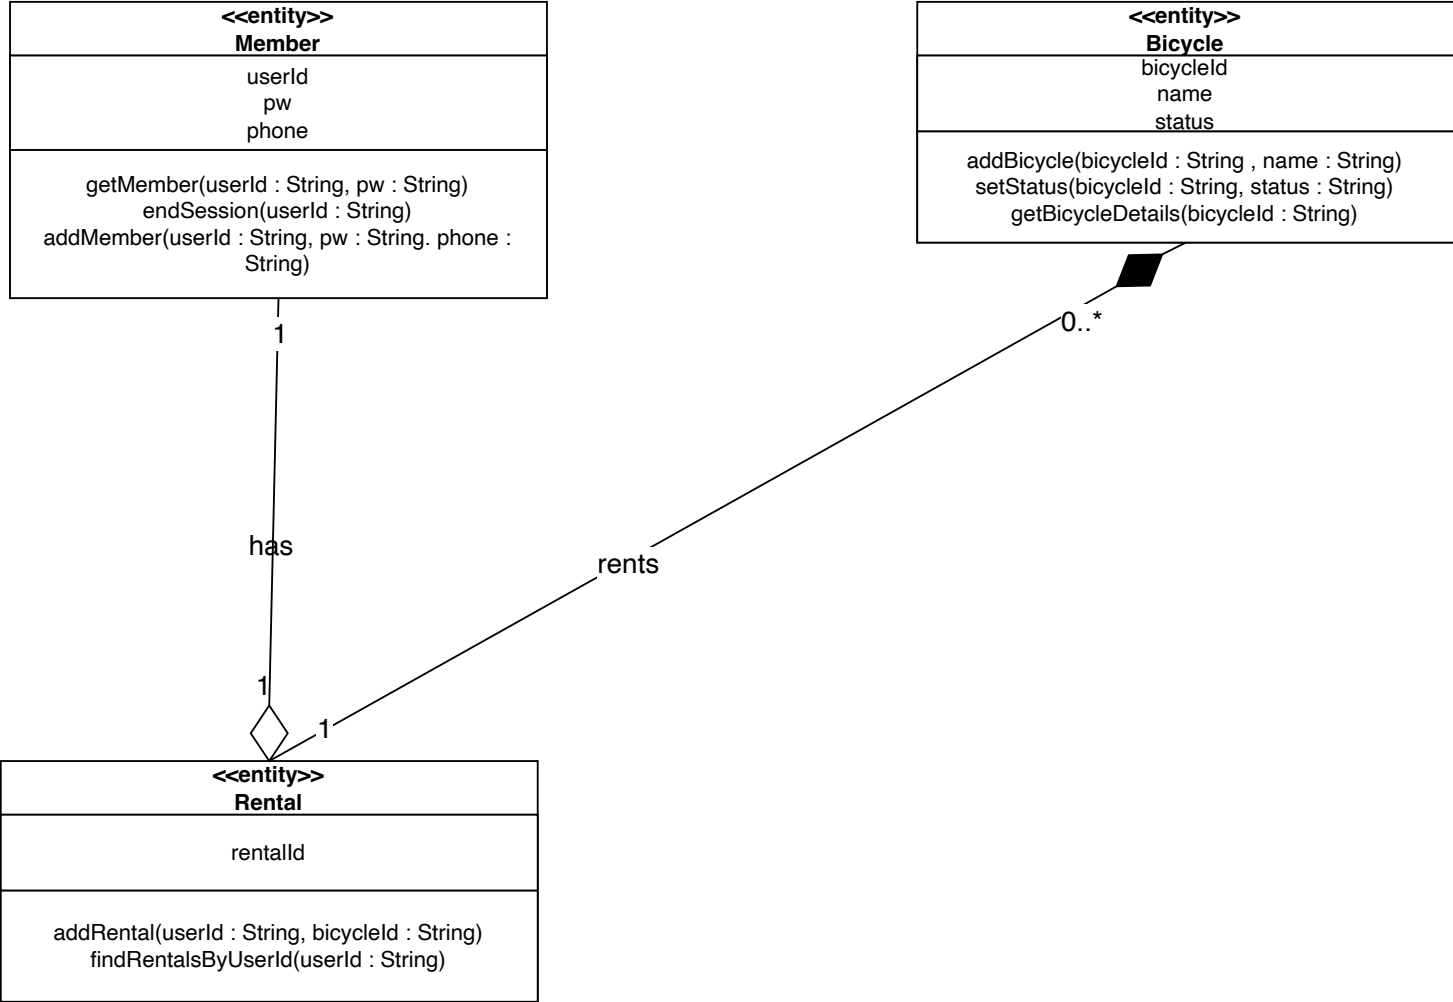 <<entity>>
Member
userId
pw
phone
getMember(userId : String, pw : String)
endSession(userId : String)
addMember(userId : String, pw : String. phone :
String)
<<entity>>
Bicycle
bicycleId
name
status
addBicycle(bicycleId : String , name : String)
setStatus(bicycleId : String, status : String)
getBicycleDetails(bicycleId : String)
1
0..*
has
rents
1
1
<<entity>>
Rental
rentalId
addRental(userId : String, bicycleId : String)
findRentalsByUserId(userId : String)